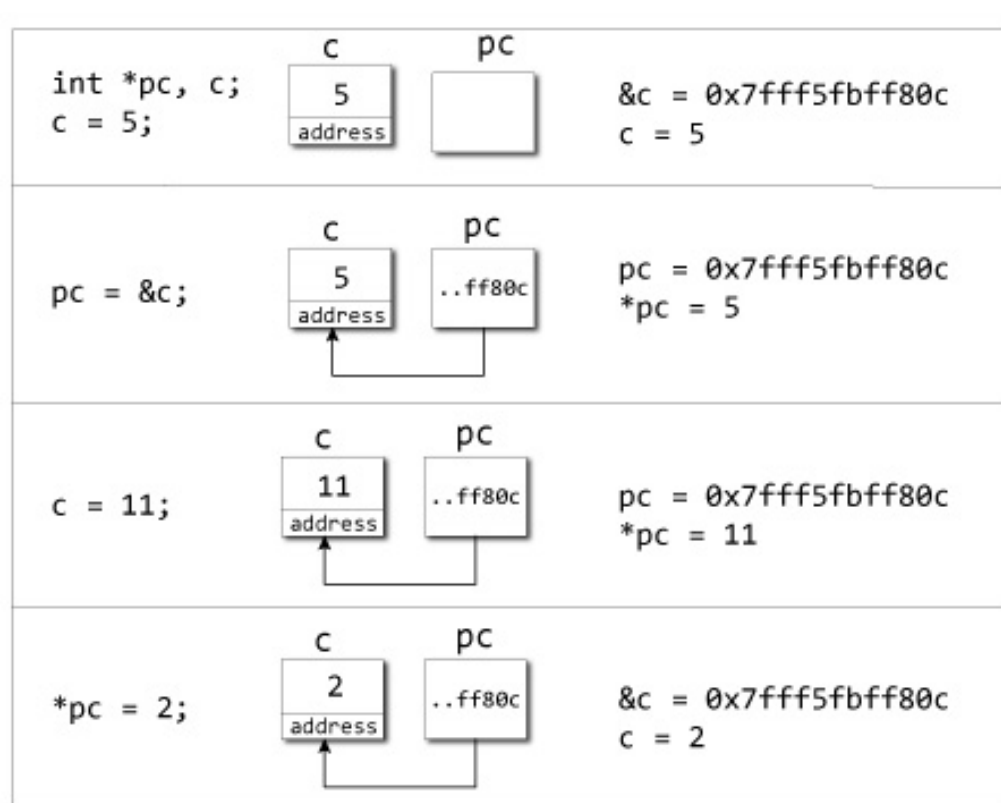 c pc
int *pc, c;
c = 5;
5
address
&c = 0x7fff5fbff80c
c = 5
c pc
pc = &c;
5
address
..ff80c
pc = 0x7fff5fbff80c
*pc = 5
c pc
c = 11;
11
address
..ff80c
pc = 0x7fff5fbff80c
*pc = 11
c pc
*pc = 2;
2
address
..ff80c
&c = 0x7fff5fbff80c
c = 2